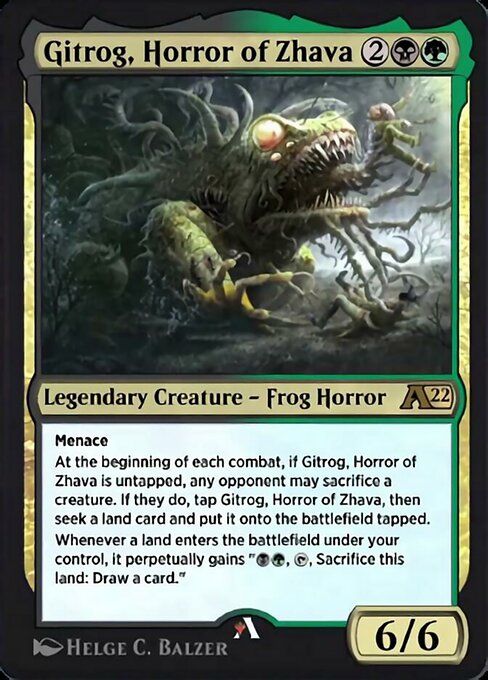 Gitrog, Horror of Zhava 2
Legendary Creature – Frog Horror A22
Menace
At the beginning of each combat, if Gitrog, Horror of
Zhava is untapped, any opponent may sacrifice a
creature. If they do, tap Gitrog, Horror of Zhava, then
seek a land card and put it onto the battlefield tapped.
Whenever a land enters the battlefield under your
control, it perpetually gains " , , Sacrifice this
land: Draw a card."
6/6
Helge C. Balzer